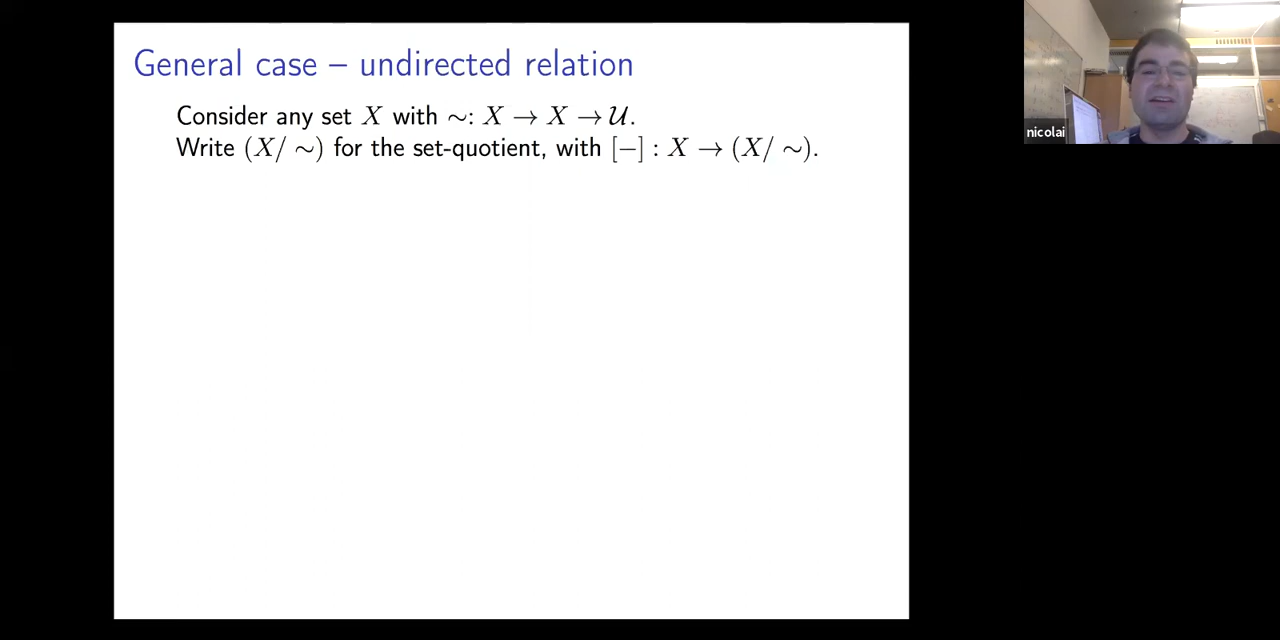 General case – undirected relation
Consider any set X with ∼: X → X → 𝒰.
Write (X/ ∼) for the set-quotient, with [−] : X → (X/ ∼).
nicolai